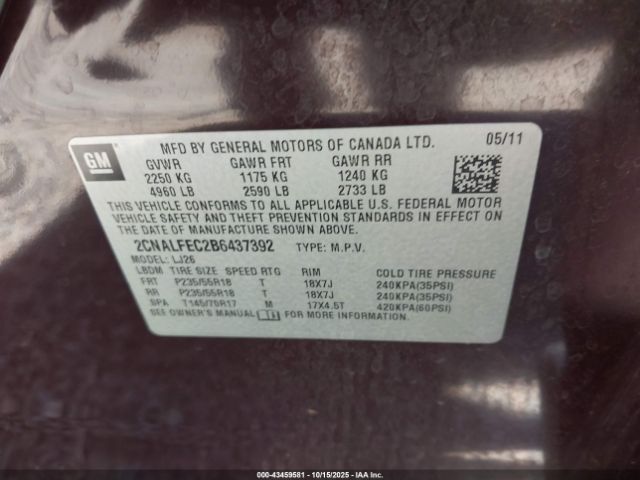 GM
MFD BY GENERAL MOTORS OF CANADA LTD. 05/11
GVWR GAWR FRT GAWR RR
2250 KG 1175 KG 1240 KG
4960 LB 2590 LB 2733 LB
THIS VEHICLE CONFORMS TO ALL APPLICABLE U.S. FEDERAL MOTOR
VEHICLE SAFETY AND THEFT PREVENTION STANDARDS IN EFFECT ON
THE DATE OF MANUFACTURE SHOWN ABOVE.
2CNALFEC2B6437392 TYPE: M.P.V.
MODEL: LJ26
LBDM TIRE SIZE SPEED RTG RIM COLD TIRE PRESSURE
FRT P235/55R18 T 18X7J 240KPA(35PSI)
RR P235/55R18 T 18X7J 240KPA(35PSI)
SPA T145/70R17 M 17X4.5T 420KPA(60PSI)
SEE OWNER'S MANUAL FOR MORE INFORMATION.
000-43459581 - 10/15/2025 - IAA Inc.